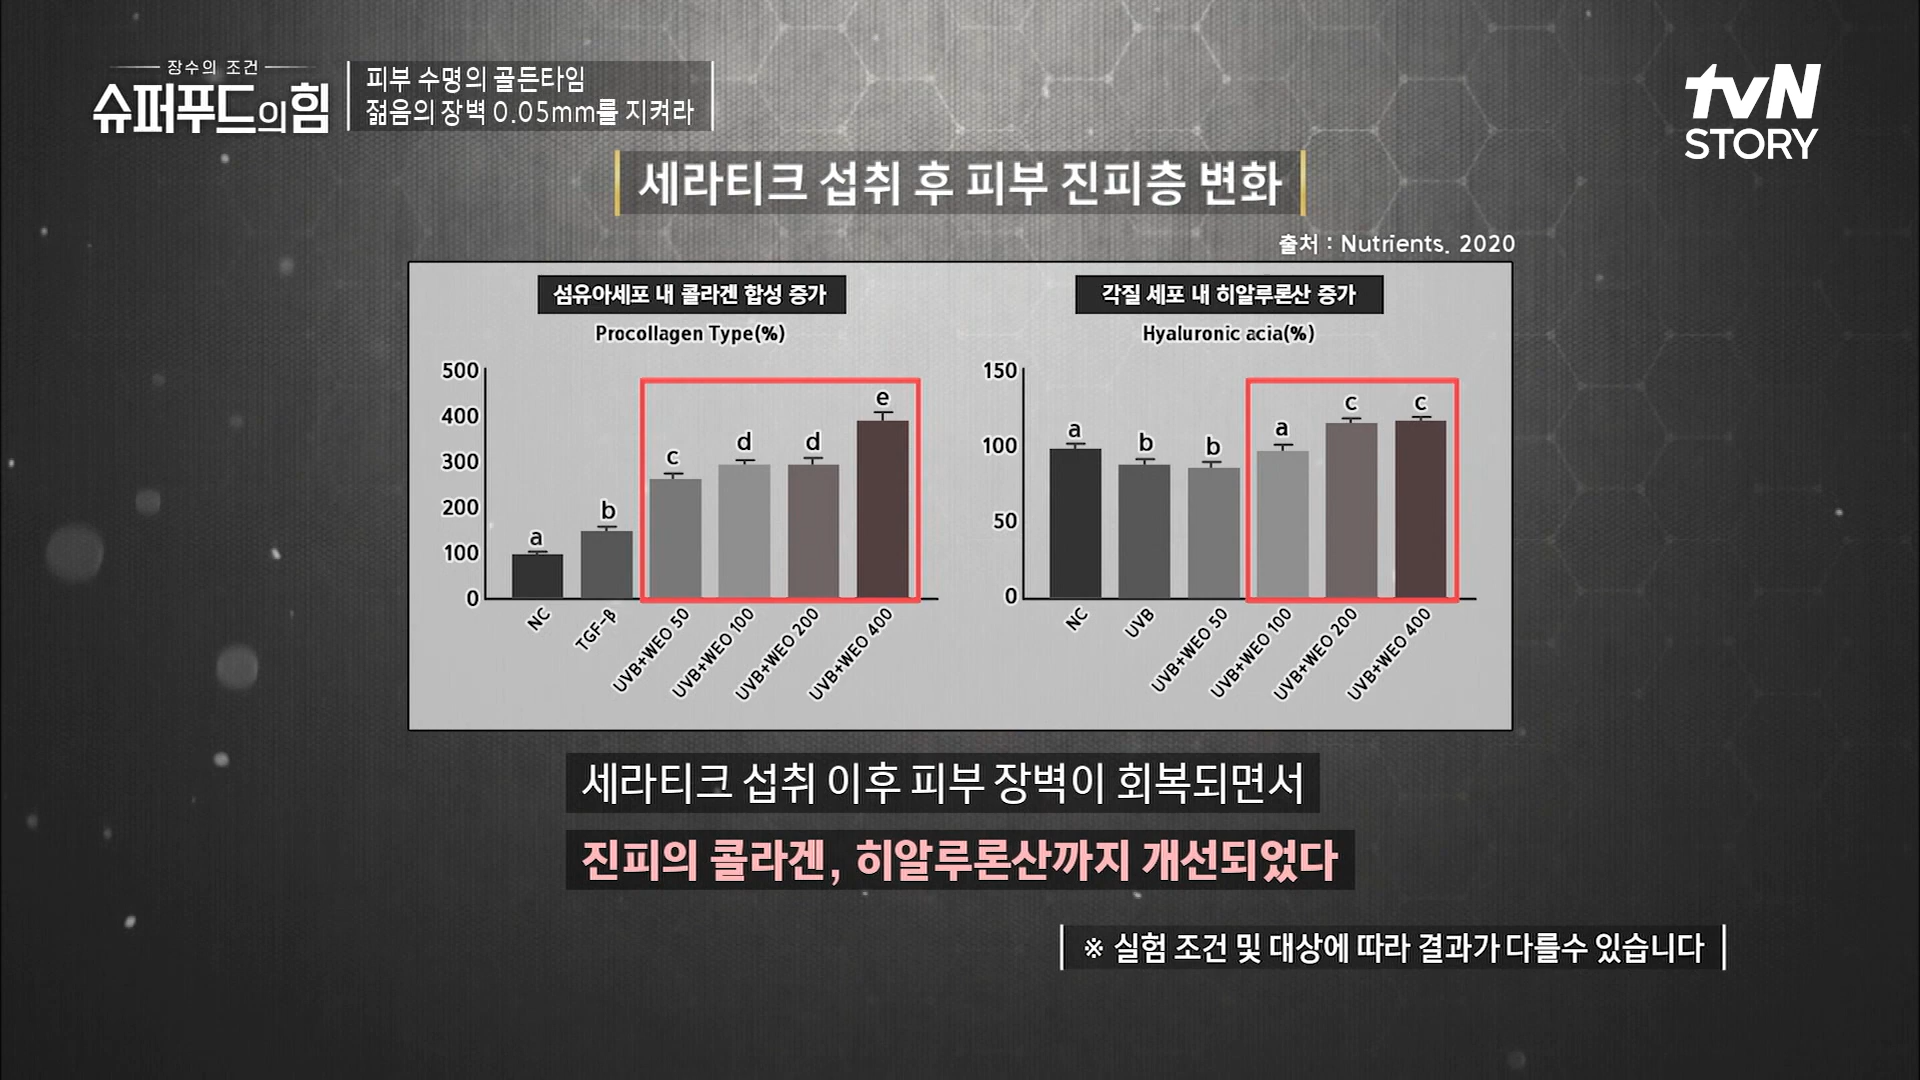 장수의 조건
슈퍼푸드의힘
피부 수명의 골든타임
젊음의 장벽 0.05mm를 지켜라
tvN
STORY
세라티크 섭취 후 피부 진피층 변화
출처 : Nutrients. 2020
섬유아세포 내 콜라겐 합성 증가
Procollagen Type(%)
500
400
300
200
100
0
a
b
c
d
d
e
NC
TGF-β
UVB+WEO 50
UVB+WEO 100
UVB+WEO 200
UVB+WEO 400
각질 세포 내 히알루론산 증가
Hyaluronic acia(%)
150
100
50
0
a
b
b
a
c
c
NC
UVB
UVB+WEO 50
UVB+WEO 100
UVB+WEO 200
UVB+WEO 400
세라티크 섭취 이후 피부 장벽이 회복되면서
진피의 콜라겐, 히알루론산까지 개선되었다
※ 실험 조건 및 대상에 따라 결과가 다를수 있습니다